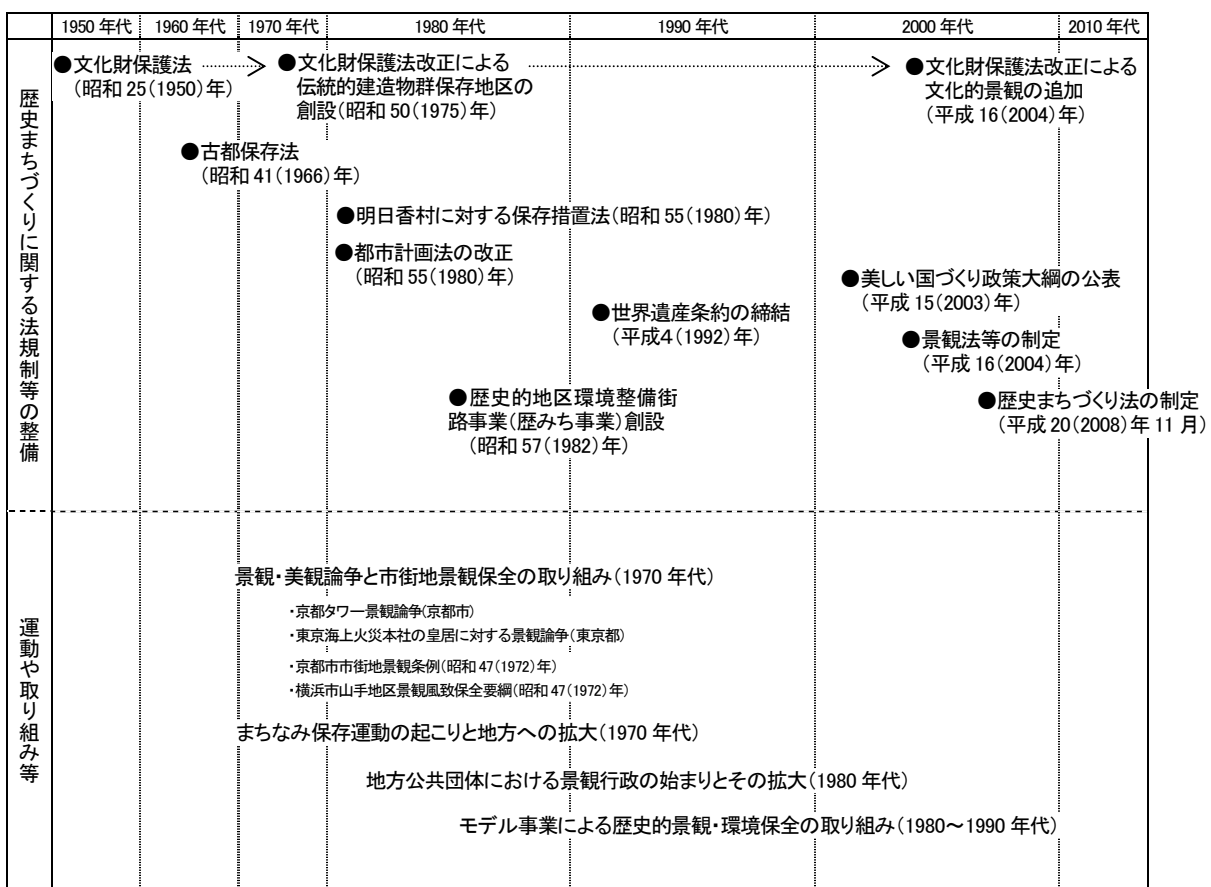 1950 年代 1960 年代 1970 年代 1980 年代 1990 年代 2000 年代 2010 年代
歴史まちづくりに関する法規制等の整備
●文化財保護法
(昭和 25(1950)年)
●文化財保護法改正による
伝統的建造物群保存地区の
創設(昭和 50(1975)年)
●文化財保護法改正による
文化的景観の追加
(平成 16(2004)年)
●古都保存法
(昭和 41(1966)年)
●明日香村に対する保存措置法(昭和 55(1980)年)
●都市計画法の改正
(昭和 55(1980)年)
●美しい国づくり政策大綱の公表
(平成 15(2003)年)
●世界遺産条約の締結
(平成4(1992)年)
●景観法等の制定
(平成 16(2004)年)
●歴史的地区環境整備街
路事業(歴みち事業)創設
(昭和 57(1982)年)
●歴史まちづくり法の制定
(平成 20(2008)年 11 月)
運動や取り組み等
景観・美観論争と市街地景観保全の取り組み(1970 年代)
・京都タワー景観論争(京都市)
・東京海上火災本社の皇居に対する景観論争(東京都)
・京都市市街地景観条例(昭和 47(1972)年)
・横浜市山手地区景観風致保全要綱(昭和 47(1972)年)
まちなみ保存運動の起こりと地方への拡大(1970 年代)
地方公共団体における景観行政の始まりとその拡大(1980 年代)
モデル事業による歴史的景観・環境保全の取り組み(1980~1990 年代)